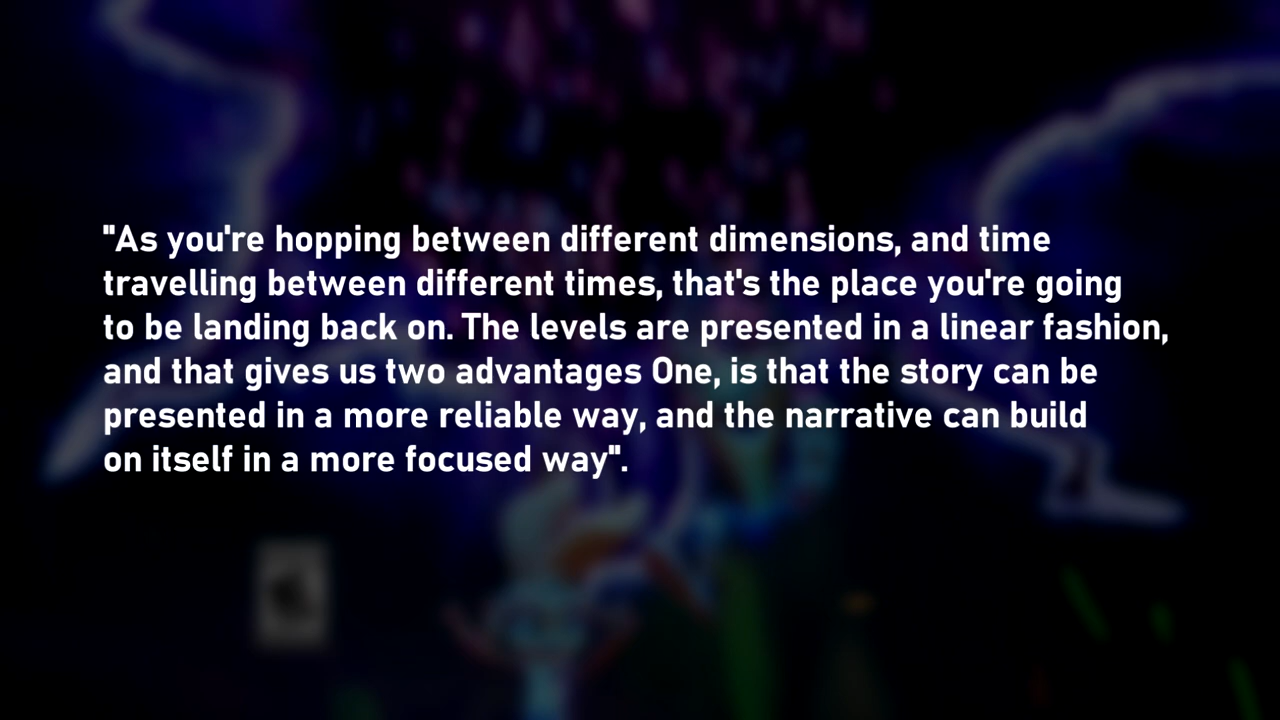 "As you're hopping between different dimensions, and time
travelling between different times, that's the place you're going
to be landing back on. The levels are presented in a linear fashion,
and that gives us two advantages One, is that the story can be
presented in a more reliable way, and the narrative can build
on itself in a more focused way".